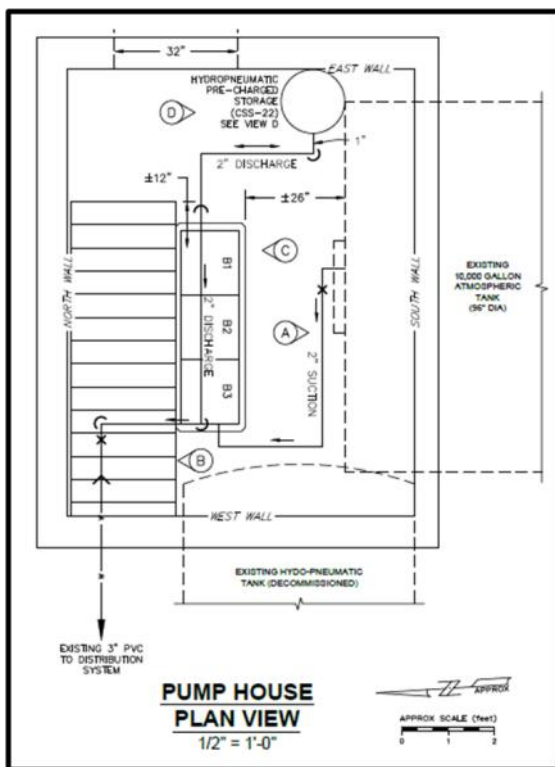 32"
EAST WALL
HYDROPNEUMATIC
PRE-CHARGED
STORAGE
(CSS-22)
SEE VIEW D
D
1"
2" DISCHARGE
±12"
±26"
C
B1
NORTH WALL
SOUTH WALL
EXISTING
10,000 GALLON
ATMOSPHERIC
TANK
(96" DIA)
2" DISCHARGE
B2
A
2" SUCTION
B3
B
WEST WALL
EXISTING HYDO-PNEUMATIC
TANK (DECOMMISSIONED)
EXISTING 3" PVC
TO DISTRIBUTION
SYSTEM
PUMP HOUSE
PLAN VIEW
1/2" = 1'-0"
APPROX
APPROX SCALE (feet)
0 1 2